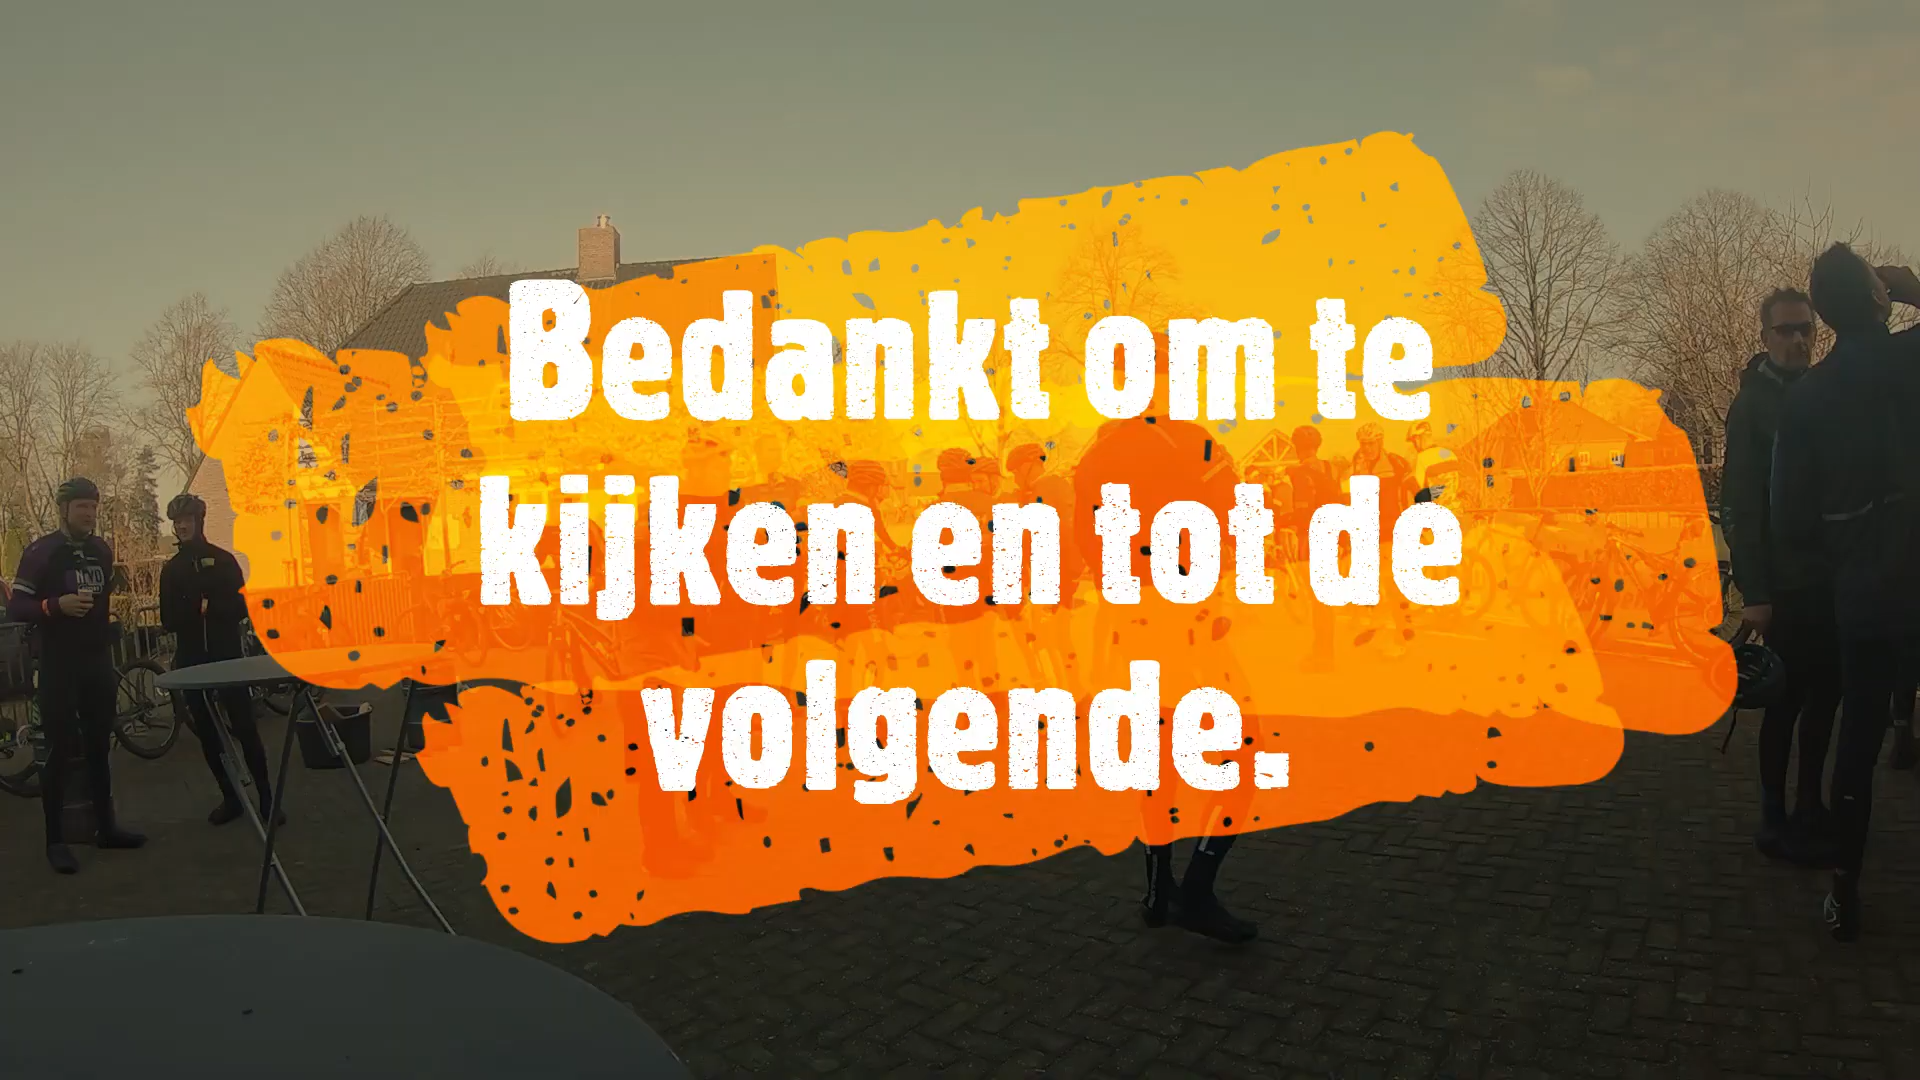 Bedankt om te
kijken en tot de
volgende.